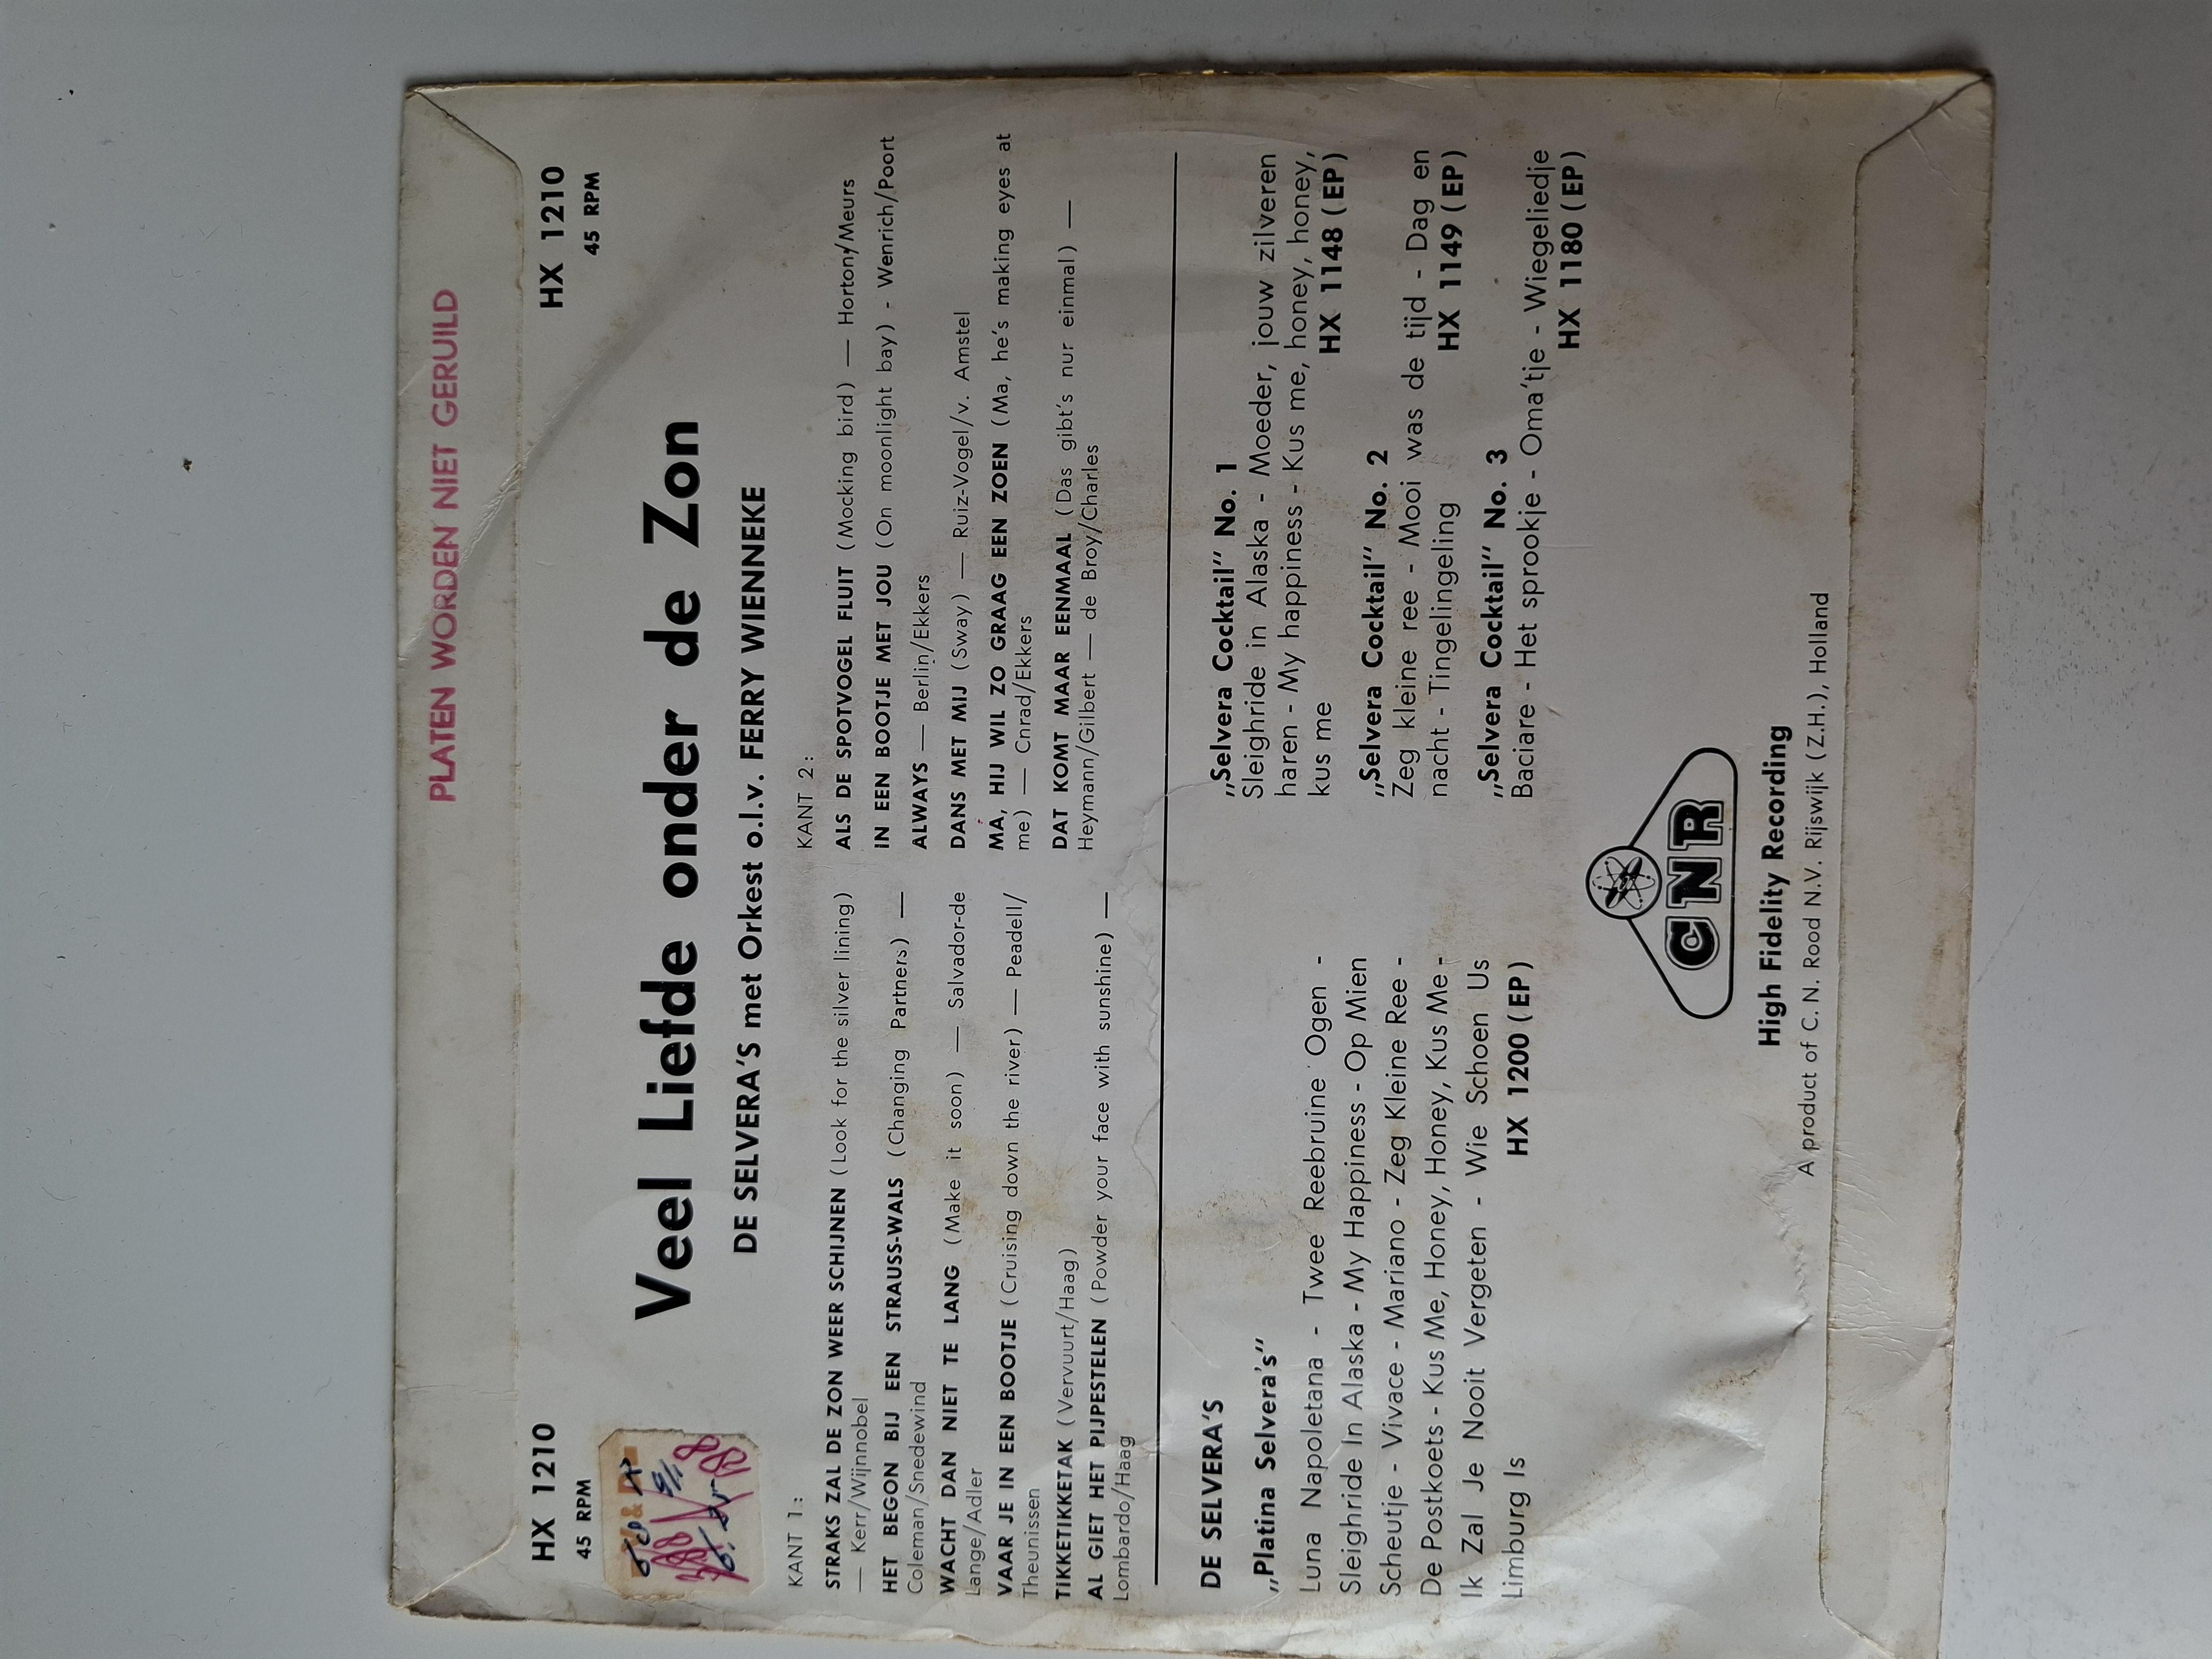 PLATEN WORDEN NIET GERUILD
HX 1210
45 RPM
HX 1210
45 RPM
Veel Liefde onder de Zon
DE SELVERA'S met Orkest o.l.v. FERRY WIENNEKE
KANT 1:
STRAKS ZAL DE ZON WEER SCHIJNEN (Look for the silver lining)
— Kerr/Wijnnobel
HET BEGON BIJ EEN STRAUSS-WALS (Changing Partners) —
Coleman/Snedewind
WACHT DAN NIET TE LANG (Make it soon) — Salvador-de
Lange/Adler
VAAR JE IN EEN BOOTJE (Cruising down the river) — Peadell/
Theunissen
TIKKETIKKETAK (Vervuurt/Haag)
AL GIET HET PIJPESTELEN (Powder your face with sunshine) —
Lombardo/Haag
KANT 2:
ALS DE SPOTVOGEL FLUIT (Mocking bird) — Hortony/Meurs
IN EEN BOOTJE MET JOU (On moonlight bay) - Wenrich/Poort
ALWAYS — Berlin/Ekkers
DANS MET MIJ (Sway) — Ruiz-Vogel/v. Amstel
MA, HIJ WIL ZO GRAAG EEN ZOEN (Ma, he's making eyes at
me) — Cnrad/Ekkers
DAT KOMT MAAR EENMAAL (Das gibt's nur einmal) —
Heymann/Gilbert — de Broy/Charles
DE SELVERA'S
„Platina Selvera's"
Luna Napoletana - Twee Reebruine Ogen -
Sleighride In Alaska - My Happiness - Op Mien
Scheutje - Vivace - Mariano - Zeg Kleine Ree -
De Postkoets - Kus Me, Honey, Honey, Kus Me -
Ik Zal Je Nooit Vergeten - Wie Schoen Us
Limburg Is
HX 1200 (EP)
„Selvera Cocktail" No. 1
Sleighride in Alaska - Moeder, jouw zilveren
haren - My happiness - Kus me, honey, honey,
kus me
HX 1148 (EP)
„Selvera Cocktail" No. 2
Zeg kleine ree - Mooi was de tijd - Dag en
nacht - Tingelingeling
HX 1149 (EP)
„Selvera Cocktail" No. 3
Baciare - Het sprookje - Oma'tje - Wiegeliedje
HX 1180 (EP)
CNR
High Fidelity Recording
A product of C. N. Rood N.V. Rijswijk (Z.H.), Holland